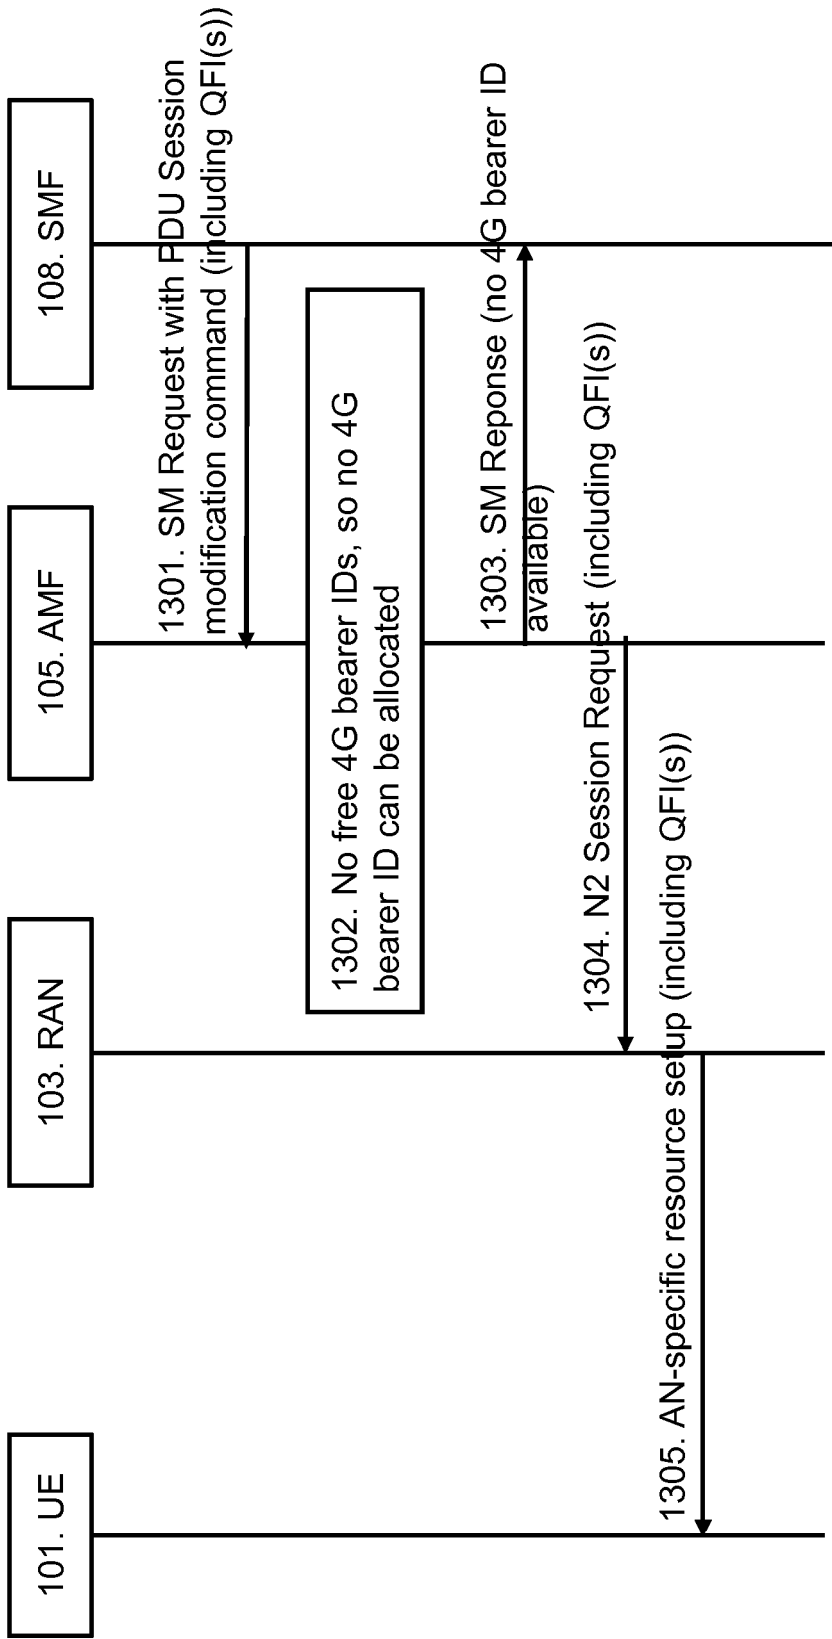 101. UE
103. RAN
105. AMF
108. SMF
1301. SM Request with PDU Session
modification command (including QFI(s))
1302. No free 4G bearer IDs, so no 4G
bearer ID can be allocated
1303. SM Reponse (no 4G bearer ID
available)
1304. N2 Session Request (including QFI(s))
1305. AN-specific resource setup (including QFI(s))